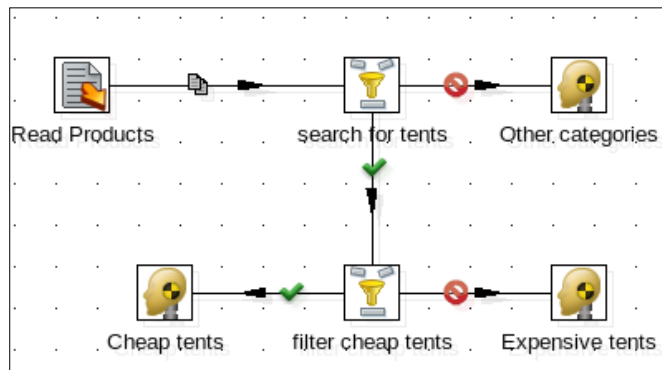 Read Products
search for tents
Other categories
Cheap tents
filter cheap tents
Expensive tents